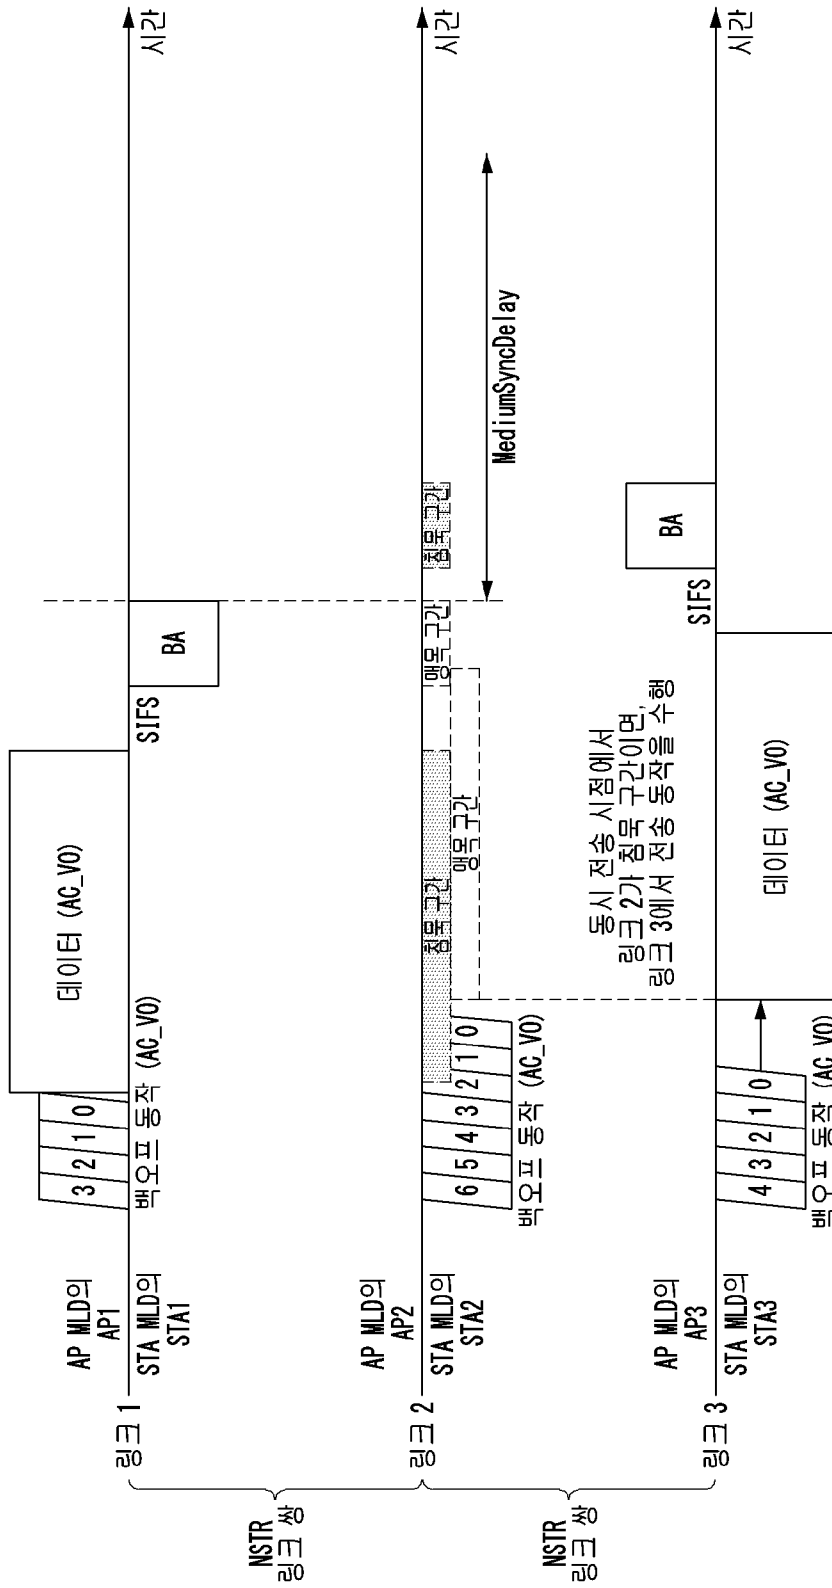 NSTR
링크 쌍
NSTR
링크 쌍
링크 1
AP MLD의
AP1
STA MLD의
STA1
3 2 1 0
백오프 동작 (AC_VO)
데이터 (AC_VO)
SIFS
BA
시간
링크 2
AP MLD의
AP2
STA MLD의
STA2
6 5 4 3 2 1 0
백오프 동작 (AC_VO)
침묵 구간
맹목 구간
맹목 구간
침묵 구간
MediumSyncDelay
시간
링크 3
AP MLD의
AP3
STA MLD의
STA3
4 3 2 1 0
백오프 동작 (AC_VO)
동시 전송 시점에서
링크 2가 침묵 구간이면,
링크 3에서 전송 동작을 수행
데이터 (AC_VO)
SIFS
BA
시간